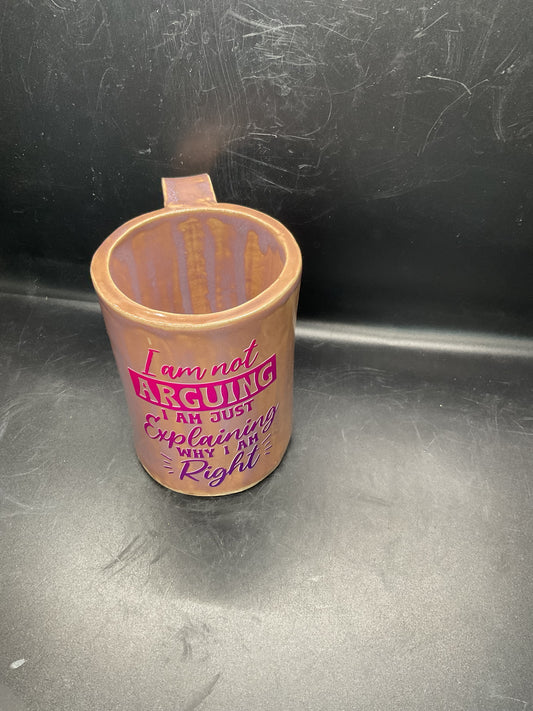 I am not
ARGUING
I AM JUST
Explaining
WHY I AM
Right